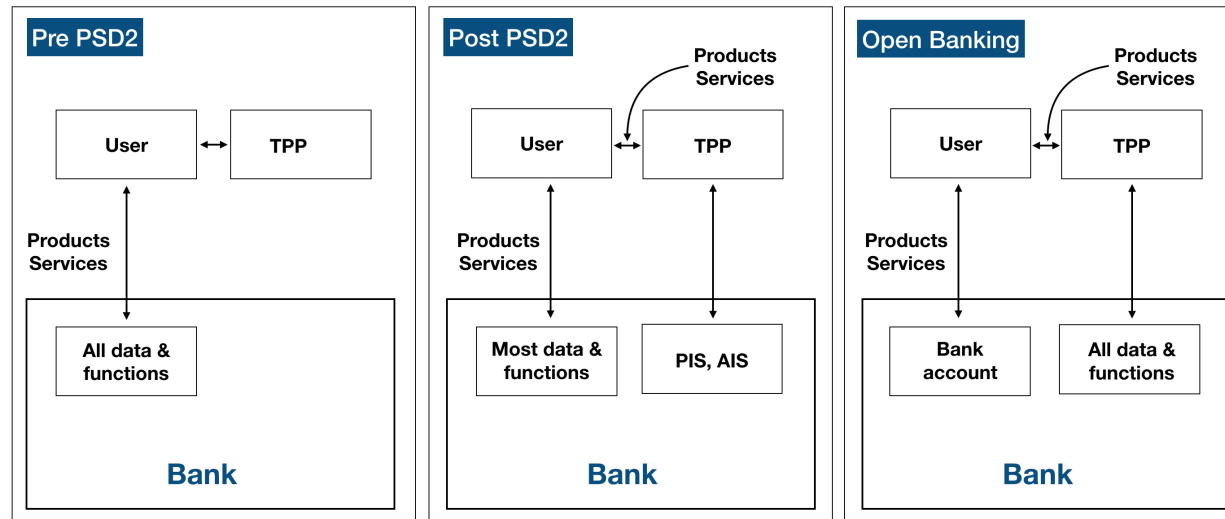 Pre PSD2
User
TPP
Products
Services
All data &
functions
Bank
Post PSD2
Products
Services
User
TPP
Products
Services
Most data &
functions
PIS, AIS
Bank
Open Banking
Products
Services
User
TPP
Products
Services
Bank
account
All data &
functions
Bank